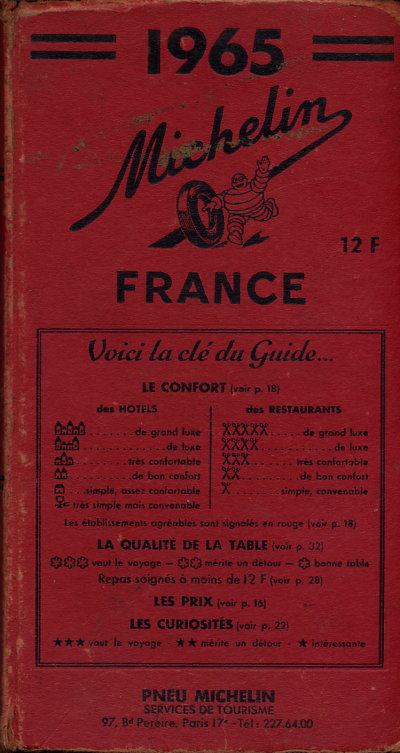 1965
Michelin
12 F
FRANCE
Voici la clé du Guide...
LE CONFORT (voir p. 18)
des HOTELS
des RESTAURANTS
........de grand luxe
......de grand luxe
.............de luxe
...........de luxe
.........très confortable
.......très confortable
..........de bon confort
.......de bon confort
...simple, assez confortable
......simple, convenable
très simple mais convenable
Les établissements agréables sont signalés en rouge (voir p. 18)
LA QUALITÉ DE LA TABLE (voir p. 32)
vaut le voyage — mérite un détour — bonne table
Repas soignés à moins de 12 F (voir p. 28)
LES PRIX (voir p. 16)
LES CURIOSITÉS (voir p. 22)
★★★ vaut le voyage - ★★ mérite un détour - ★ intéressante
PNEU MICHELIN
SERVICES DE TOURISME
97, Bd Pereire, Paris 17e - Tél : 227.64.00